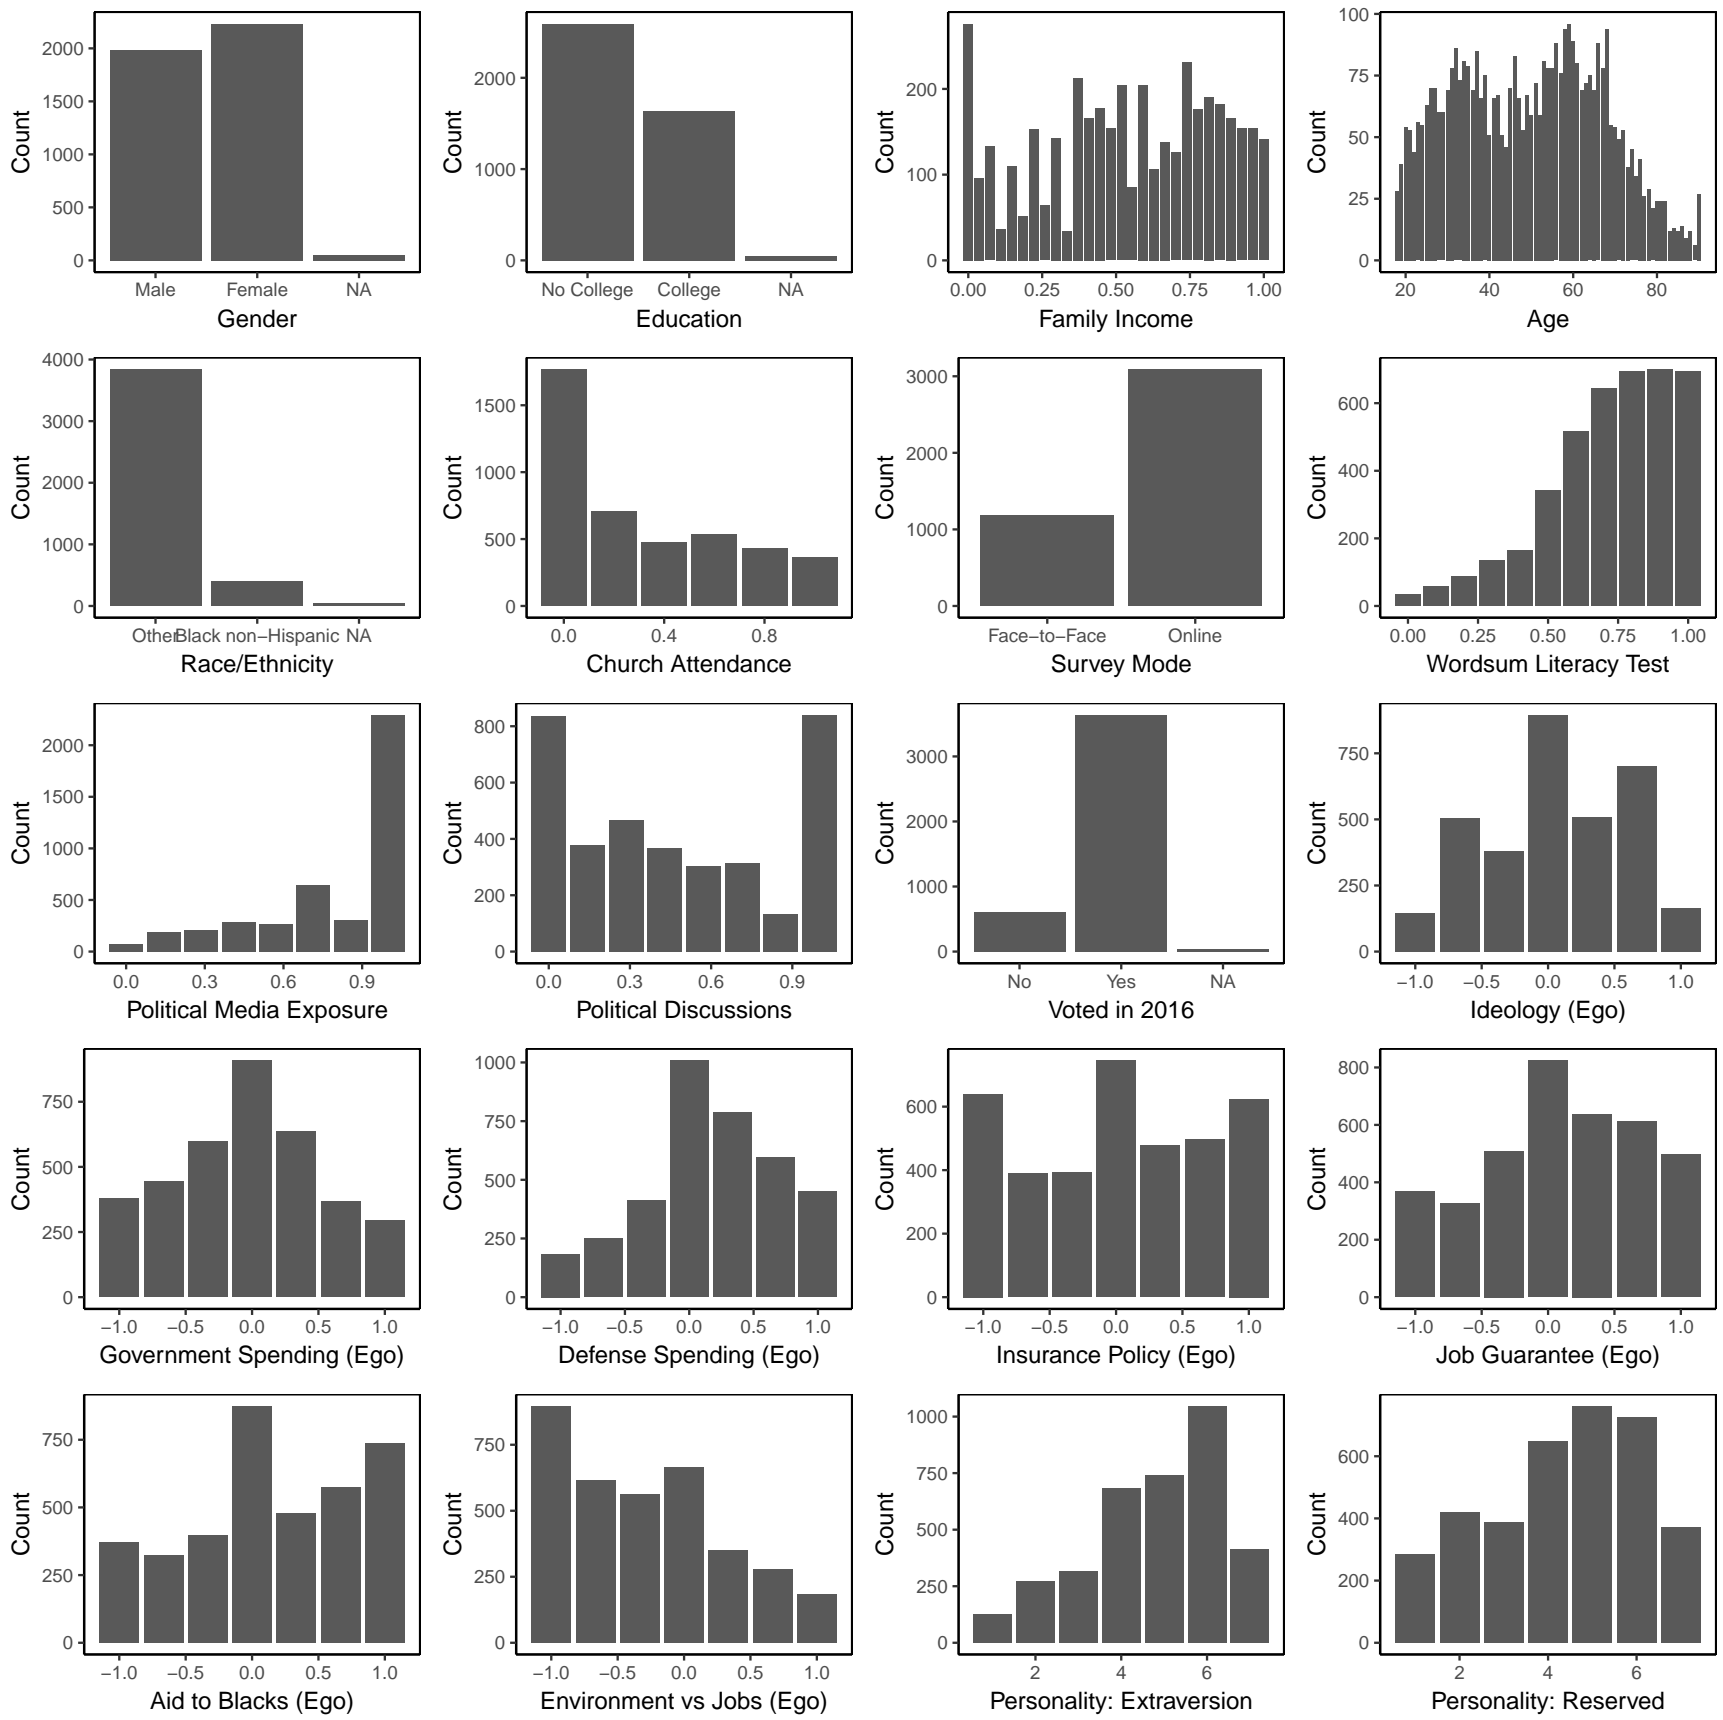 Count
2000
1500
1000
500
0
Male Female NA
Gender
Count
2000
1000
0
No College College NA
Education
Count
200
100
0
0.00 0.25 0.50 0.75 1.00
Family Income
Count
100
75
50
25
0
20 40 60 80
Age
Count
4000
3000
2000
1000
0
Other Black non−Hispanic NA
Race/Ethnicity
Count
1500
1000
500
0
0.0 0.4 0.8
Church Attendance
Count
3000
2000
1000
0
Face−to−Face Online
Survey Mode
Count
600
400
200
0
0.00 0.25 0.50 0.75 1.00
Wordsum Literacy Test
Count
2000
1500
1000
500
0
0.0 0.3 0.6 0.9
Political Media Exposure
Count
800
600
400
200
0
0.0 0.3 0.6 0.9
Political Discussions
Count
3000
2000
1000
0
No Yes NA
Voted in 2016
Count
750
500
250
0
−1.0 −0.5 0.0 0.5 1.0
Ideology (Ego)
Count
750
500
250
0
−1.0 −0.5 0.0 0.5 1.0
Government Spending (Ego)
Count
1000
750
500
250
0
−1.0 −0.5 0.0 0.5 1.0
Defense Spending (Ego)
Count
600
400
200
0
−1.0 −0.5 0.0 0.5 1.0
Insurance Policy (Ego)
Count
800
600
400
200
0
−1.0 −0.5 0.0 0.5 1.0
Job Guarantee (Ego)
Count
750
500
250
0
−1.0 −0.5 0.0 0.5 1.0
Aid to Blacks (Ego)
Count
750
500
250
0
−1.0 −0.5 0.0 0.5 1.0
Environment vs Jobs (Ego)
Count
1000
750
500
250
0
2 4 6
Personality: Extraversion
Count
600
400
200
0
2 4 6
Personality: Reserved